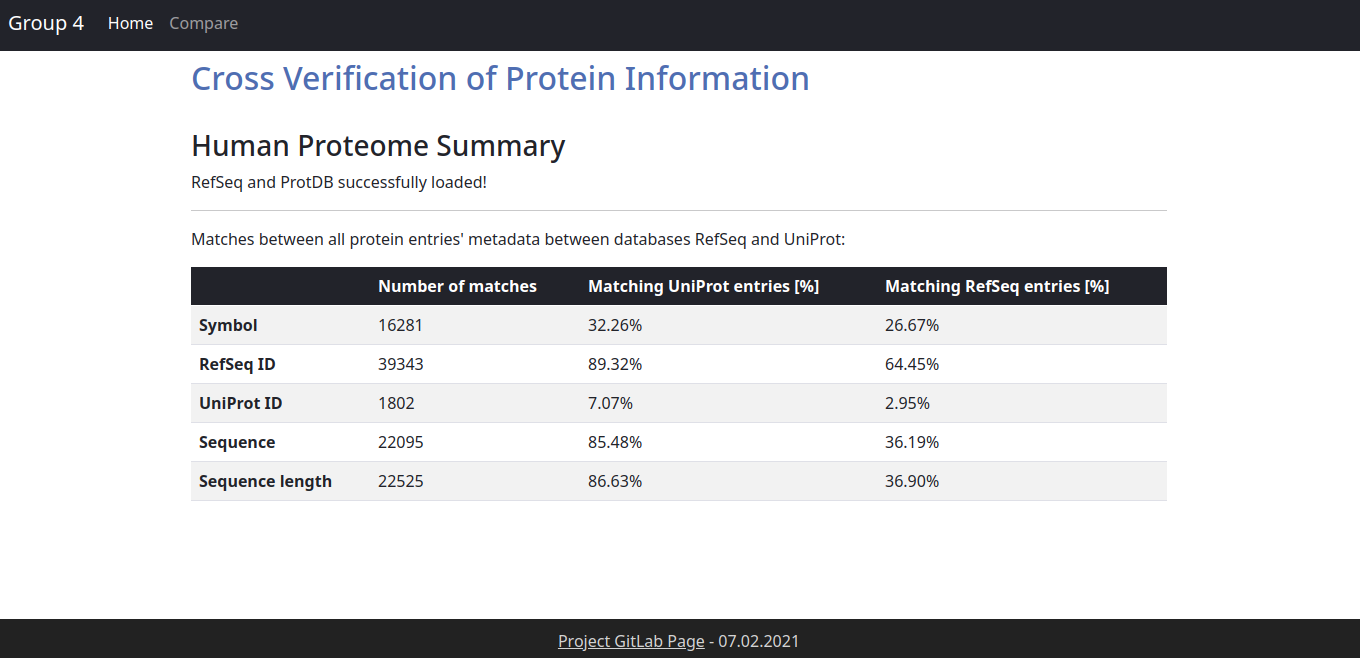 Group 4 Home Compare
Cross Verification of Protein Information
Human Proteome Summary
RefSeq and ProtDB successfully loaded!
Matches between all protein entries' metadata between databases RefSeq and UniProt:
Number of matches Matching UniProt entries [%] Matching RefSeq entries [%]
Symbol 16281 32.26% 26.67%
RefSeq ID 39343 89.32% 64.45%
UniProt ID 1802 7.07% 2.95%
Sequence 22095 85.48% 36.19%
Sequence length 22525 86.63% 36.90%
Project GitLab Page - 07.02.2021